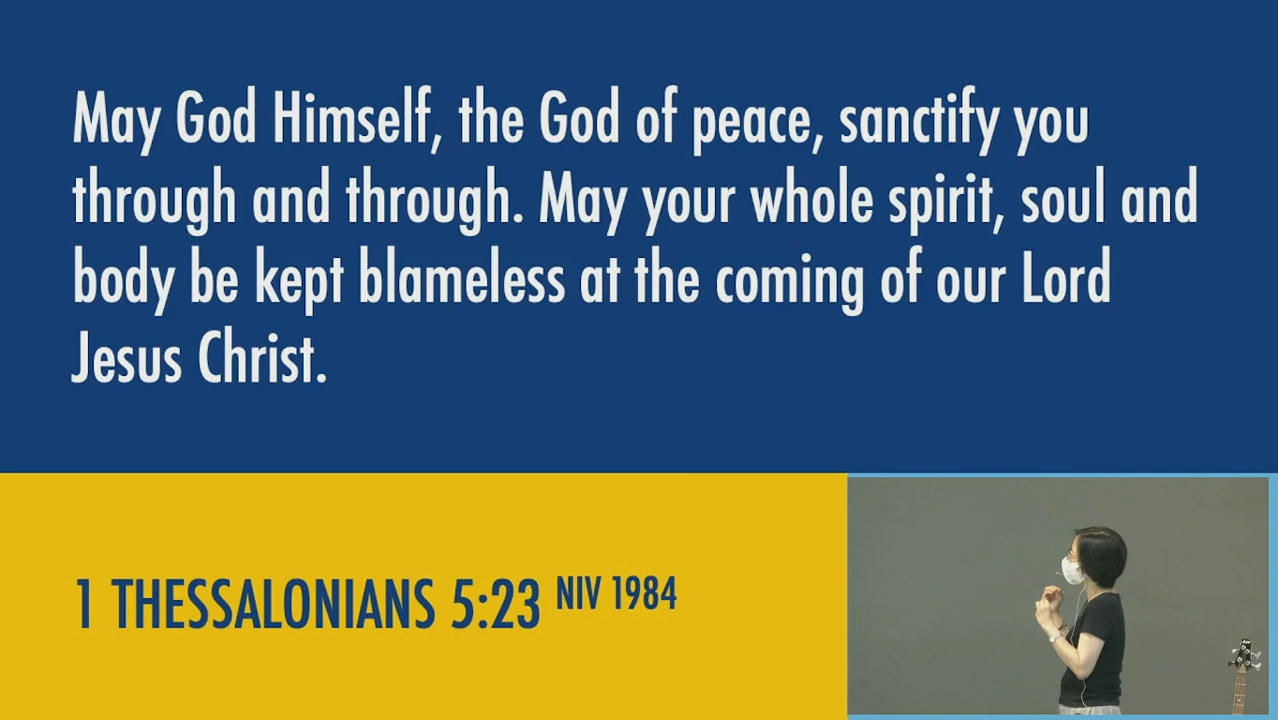 May God Himself, the God of peace, sanctify you
through and through. May your whole spirit, soul and
body be kept blameless at the coming of our Lord
Jesus Christ.
1 THESSALONIANS 5:23 NIV 1984